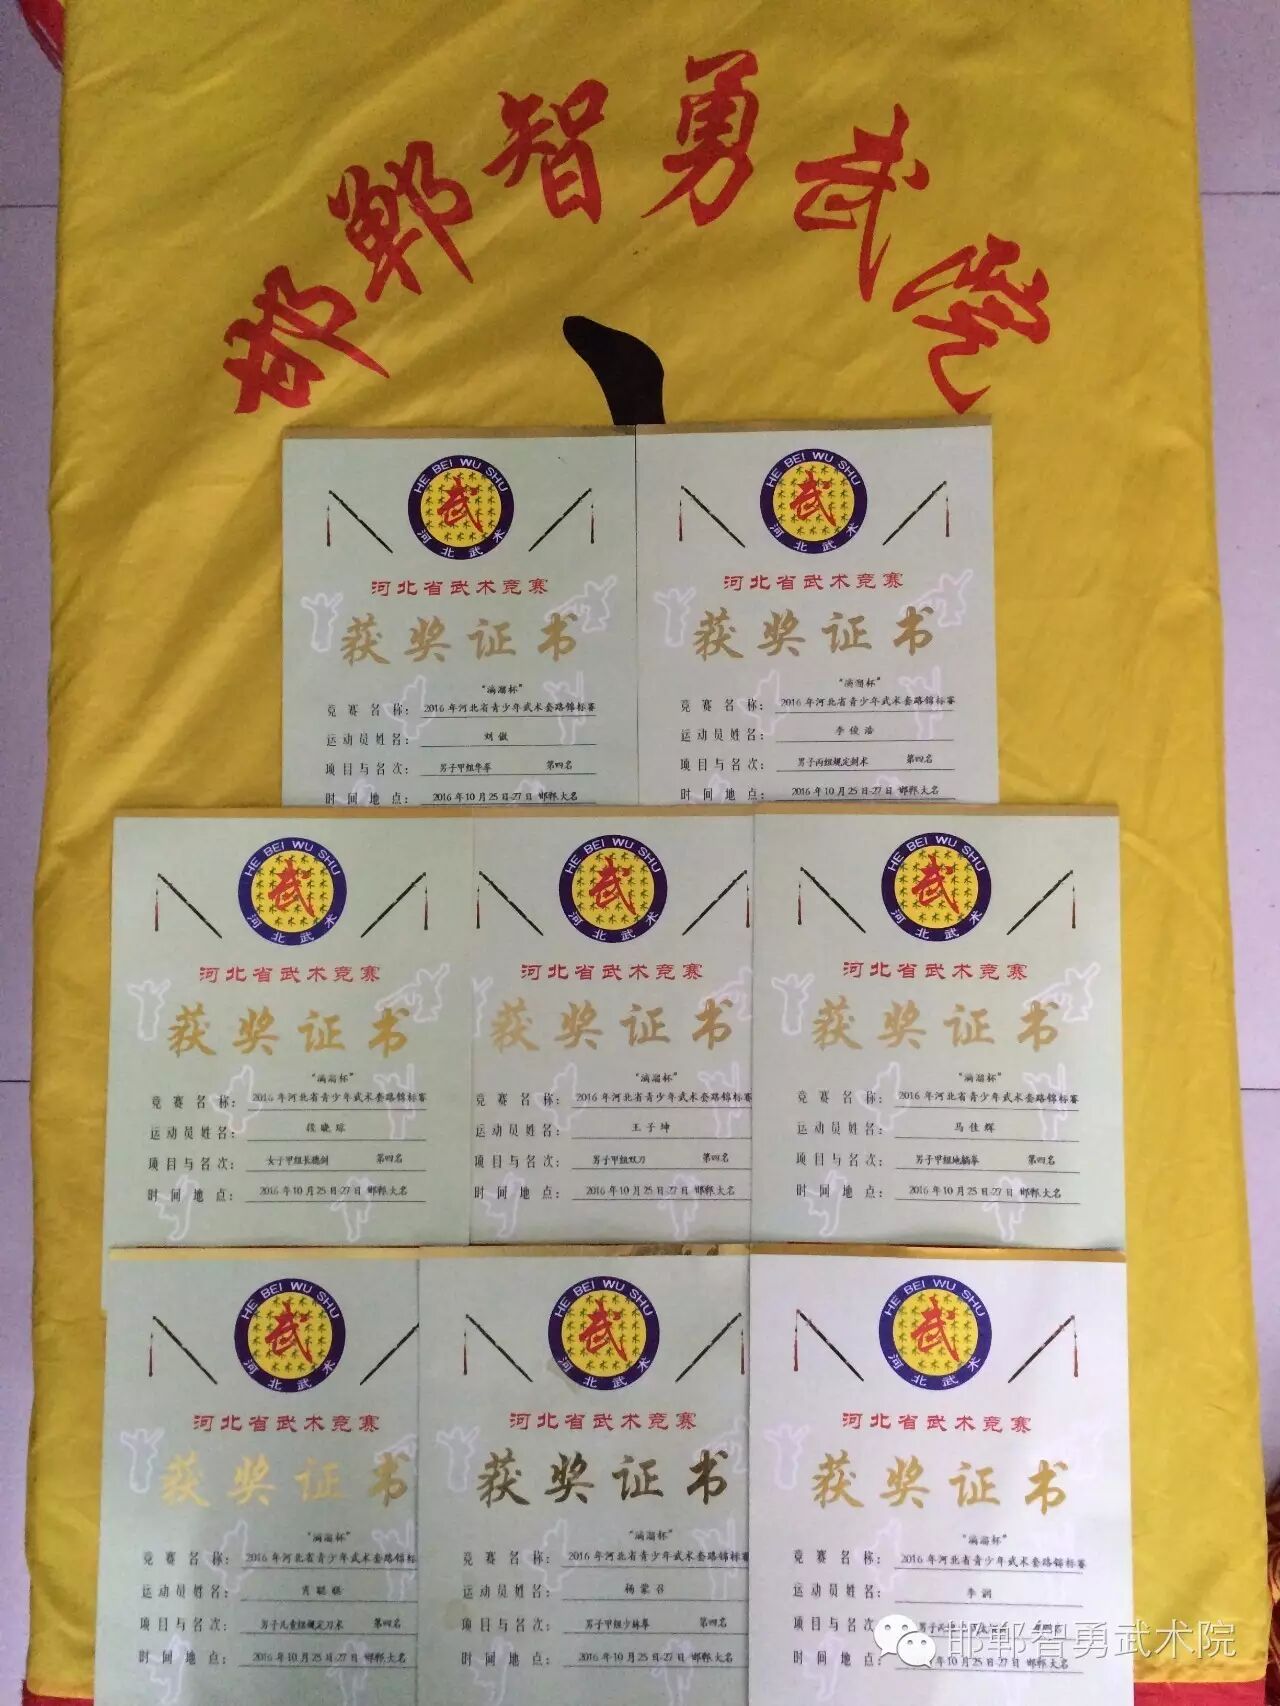 邯郸智勇武学
HE BEI WU SHU
武
河北武术
河北省武术竞赛
获奖证书
"滴溜杯"
竞赛名称：2016年河北省青少年武术套路锦标赛
运动员姓名：刘傲
项目与名次：男子甲组华拳 第四名
时间地点：2016年10月25日-27日 邯郸大名
HE BEI WU SHU
武
河北武术
河北省武术竞赛
获奖证书
"滴溜杯"
竞赛名称：2016年河北省青少年武术套路锦标赛
运动员姓名：李俊浩
项目与名次：男子丙组规定剑术 第四名
时间地点：2016年10月25日-27日 邯郸大名
HE BEI WU SHU
武
河北武术
河北省武术竞赛
获奖证书
"滴溜杯"
竞赛名称：2016年河北省青少年武术套路锦标赛
运动员姓名：段晓琼
项目与名次：女子甲组长穗剑 第四名
时间地点：2016年10月25日-27日 邯郸大名
HE BEI WU SHU
武
河北武术
河北省武术竞赛
获奖证书
"滴溜杯"
竞赛名称：2016年河北省青少年武术套路锦标赛
运动员姓名：王子坤
项目与名次：男子甲组双刀 第四名
时间地点：2016年10月25日-27日 邯郸大名
HE BEI WU SHU
武
河北武术
河北省武术竞赛
获奖证书
"滴溜杯"
竞赛名称：2016年河北省青少年武术套路锦标赛
运动员姓名：马佳辉
项目与名次：男子甲组地躺拳 第四名
时间地点：2016年10月25日-27日 邯郸大名
HE BEI WU SHU
武
河北武术
河北省武术竞赛
获奖证书
"滴溜杯"
竞赛名称：2016年河北省青少年武术套路锦标
运动员姓名：肖聪
项目与名次：男子儿童组规定刀术 第四名
时间地点：2016年10月25日-27日 邯郸大名
HE BEI WU SHU
武
河北武术
河北省武术竞赛
获奖证书
"滴溜杯"
竞赛名称：2016年河北省青少年武术套路锦标赛
运动员姓名：杨蒙召
项目与名次：男子甲组少林拳 第四名
时间地点：2016年10月25日-27日 邯郸大名
HE BEI WU SHU
武
河北武术
河北省武术竞赛
获奖证书
"滴溜杯"
竞赛名称：2016年河北省青少年武术套路锦标赛
运动员姓名：李
项目与名次：男子
时间地点：年10月25日-27日 邯郸大名
邯郸智勇武术院